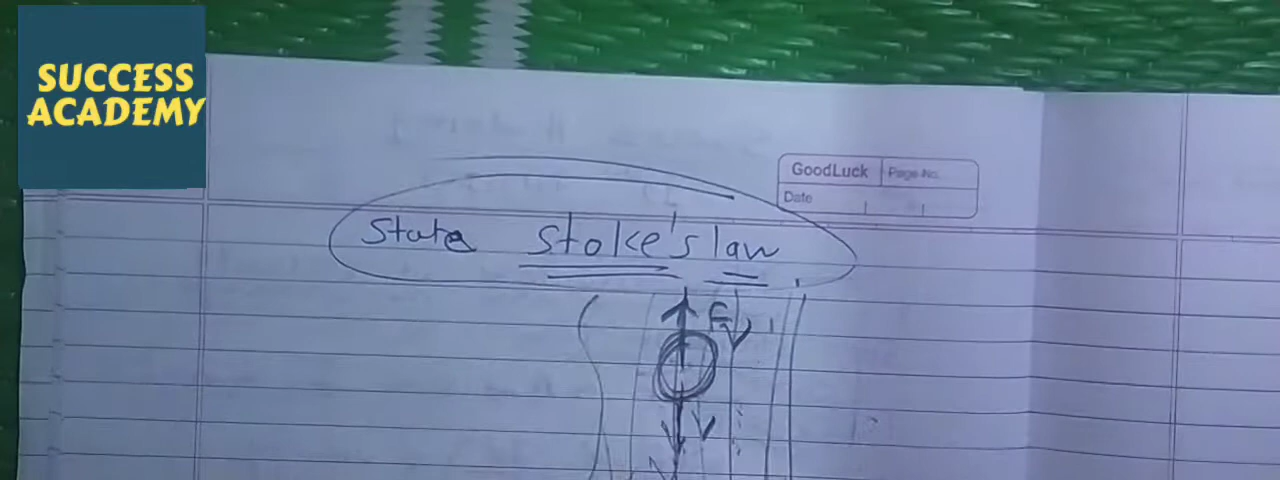 SUCCESS
ACADEMY
GoodLuck Page No.
Date
State Stoke's law
F